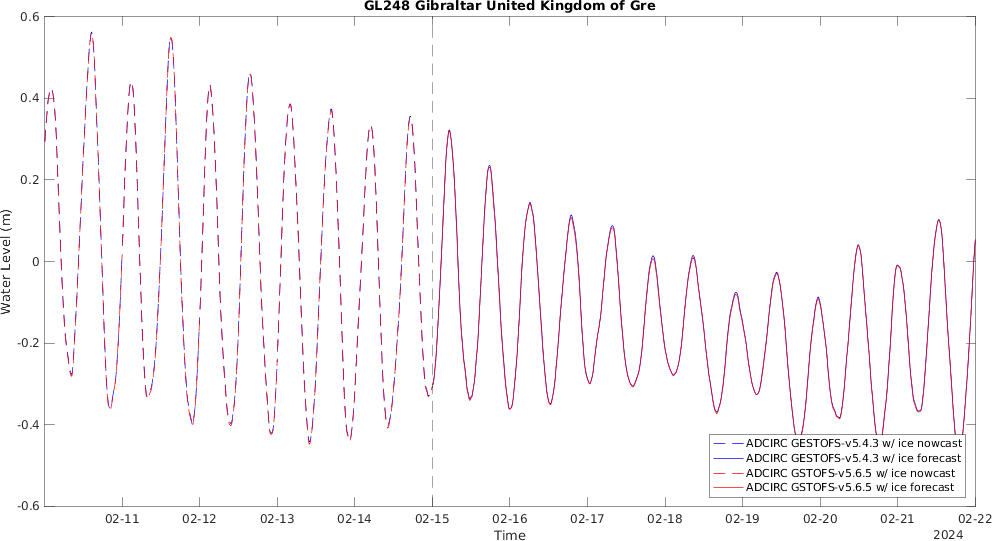 GL248 Gibraltar United Kingdom of Gre
0.6
0.4
0.2
0
-0.2
-0.4
-0.6
Water Level (m)
02-11 02-12 02-13 02-14 02-15 02-16 02-17 02-18 02-19 02-20 02-21 02-22
Time
2024
ADCIRC GESTOFS-v5.4.3 w/ ice nowcast
ADCIRC GESTOFS-v5.4.3 w/ ice forecast
ADCIRC GSTOFS-v5.6.5 w/ ice nowcast
ADCIRC GSTOFS-v5.6.5 w/ ice forecast